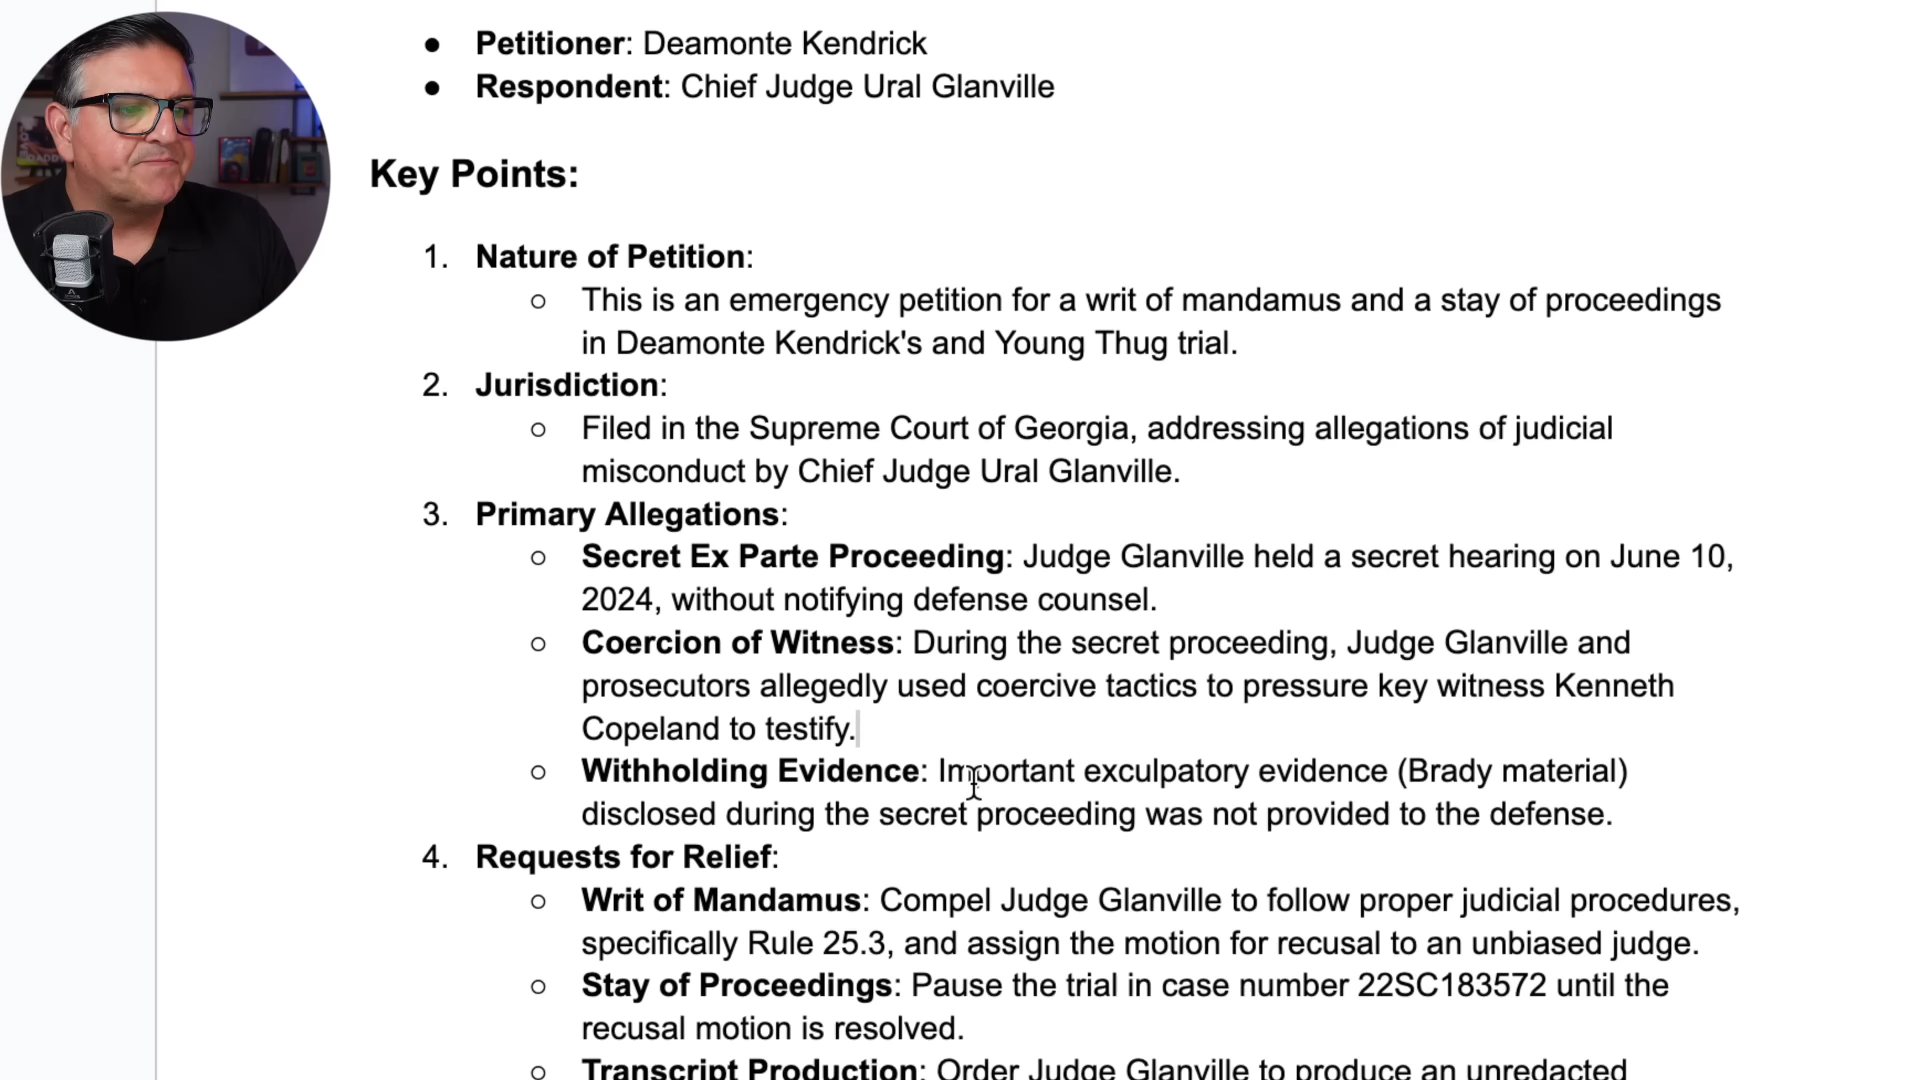 ● Petitioner: Deamonte Kendrick
● Respondent: Chief Judge Ural Glanville
Key Points:
1. Nature of Petition:
○ This is an emergency petition for a writ of mandamus and a stay of proceedings
in Deamonte Kendrick's and Young Thug trial.
2. Jurisdiction:
○ Filed in the Supreme Court of Georgia, addressing allegations of judicial
misconduct by Chief Judge Ural Glanville.
3. Primary Allegations:
○ Secret Ex Parte Proceeding: Judge Glanville held a secret hearing on June 10,
2024, without notifying defense counsel.
○ Coercion of Witness: During the secret proceeding, Judge Glanville and
prosecutors allegedly used coercive tactics to pressure key witness Kenneth
Copeland to testify.
○ Withholding Evidence: Important exculpatory evidence (Brady material)
disclosed during the secret proceeding was not provided to the defense.
4. Requests for Relief:
○ Writ of Mandamus: Compel Judge Glanville to follow proper judicial procedures,
specifically Rule 25.3, and assign the motion for recusal to an unbiased judge.
○ Stay of Proceedings: Pause the trial in case number 22SC183572 until the
recusal motion is resolved.
○ Transcript Production: Order Judge Glanville to produce an unredacted